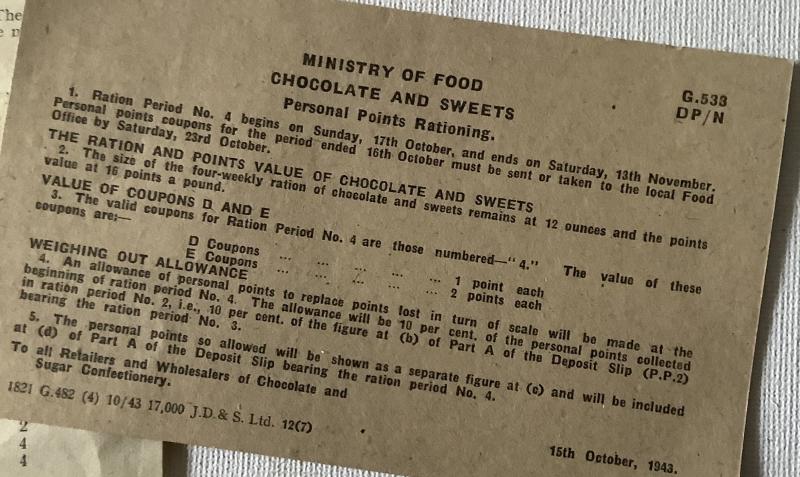 The
MINISTRY OF FOOD
G.533
DP/N
CHOCOLATE AND SWEETS
Personal Points Rationing.
1. Ration Period No. 4 begins on Sunday, 17th October, and ends on Saturday, 13th November.
Personal points coupons for the period ended 16th October must be sent or taken to the local Food
Office by Saturday, 23rd October.
THE RATION AND POINTS VALUE OF CHOCOLATE AND SWEETS
2. The size of the four-weekly ration of chocolate and sweets remains at 12 ounces and the points
value at 16 points a pound.
VALUE OF COUPONS D AND E
3. The valid coupons for Ration Period No. 4 are those numbered—"4." The value of these
coupons are;—
D Coupons ... ... ... ... ... 1 point each
E Coupons ... ... ... ... ... 2 points each
WEIGHING OUT ALLOWANCE
4. An allowance of personal points to replace points lost in turn of scale will be made at the
beginning of ration period No. 4. The allowance will be 10 per cent. of the personal points collected
in ration period No. 2, i.e., 10 per cent. of the figure at (b) of Part A of the Deposit Slip (P.P.2)
bearing the ration period No. 3.
5. The personal points so allowed will be shown as a separate figure at (c) and will be included
at (d) of Part A of the Deposit Slip bearing the ration period No. 4.
To all Retailers and Wholesalers of Chocolate and
Sugar Confectionery.
1821 G.482 (4) 10/43 17,000 J.D. & S. Ltd. 12(7)
15th October, 1943.
2
4
4